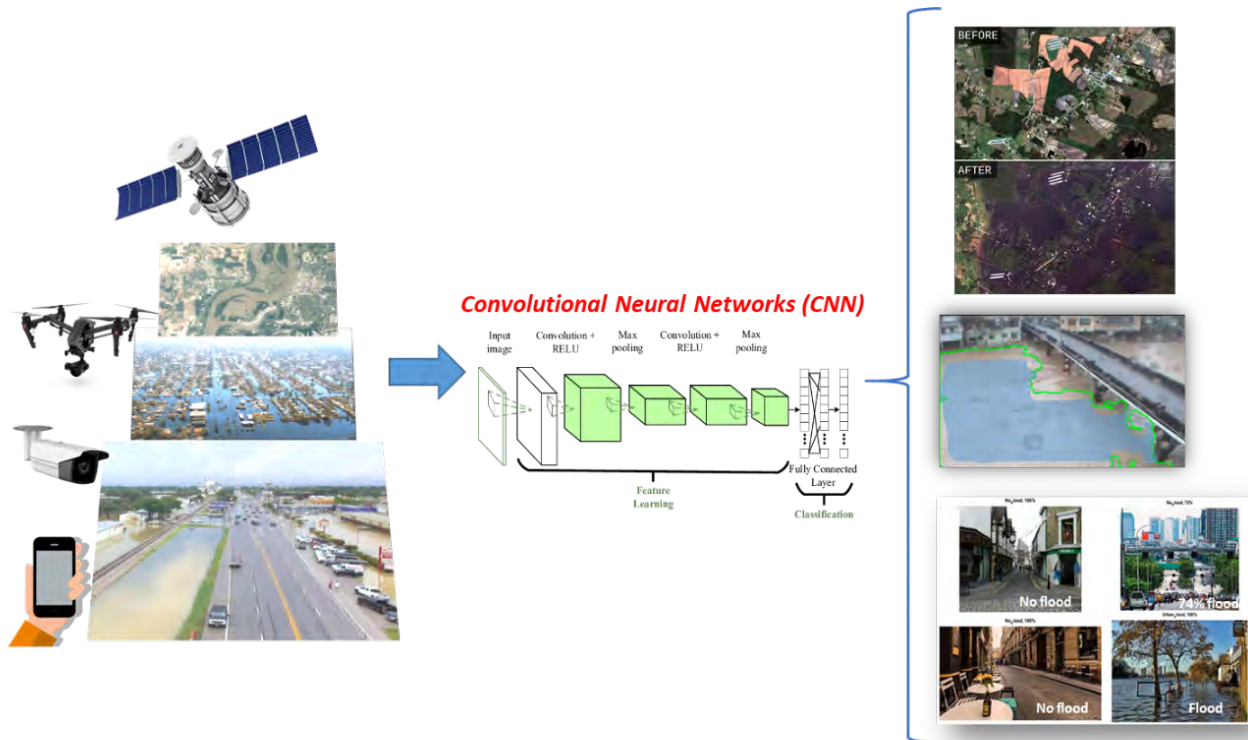 BEFORE
AFTER
Convolutional Neural Networks (CNN)
Input image
Convolution + RELU
Max pooling
Convolution + RELU
Max pooling
Fully Connected Layer
Feature Learning
Classification
No flood
74% flood
No flood
Flood